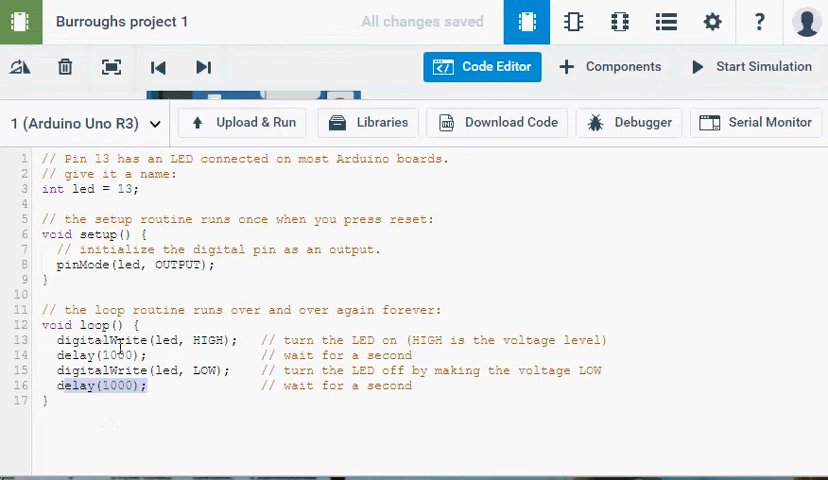 Burroughs project 1 All changes saved ?
Code Editor + Components Start Simulation
1 (Arduino Uno R3) Upload & Run Libraries Download Code Debugger Serial Monitor
1 // Pin 13 has an LED connected on most Arduino boards.
2 // give it a name:
3 int led = 13;
4
5 // the setup routine runs once when you press reset:
6 void setup() {
7 // initialize the digital pin as an output.
8 pinMode(led, OUTPUT);
9 }
10
11 // the loop routine runs over and over again forever:
12 void loop() {
13 digitalWrite(led, HIGH); // turn the LED on (HIGH is the voltage level)
14 delay(1000); // wait for a second
15 digitalWrite(led, LOW); // turn the LED off by making the voltage LOW
16 delay(1000); // wait for a second
17 }